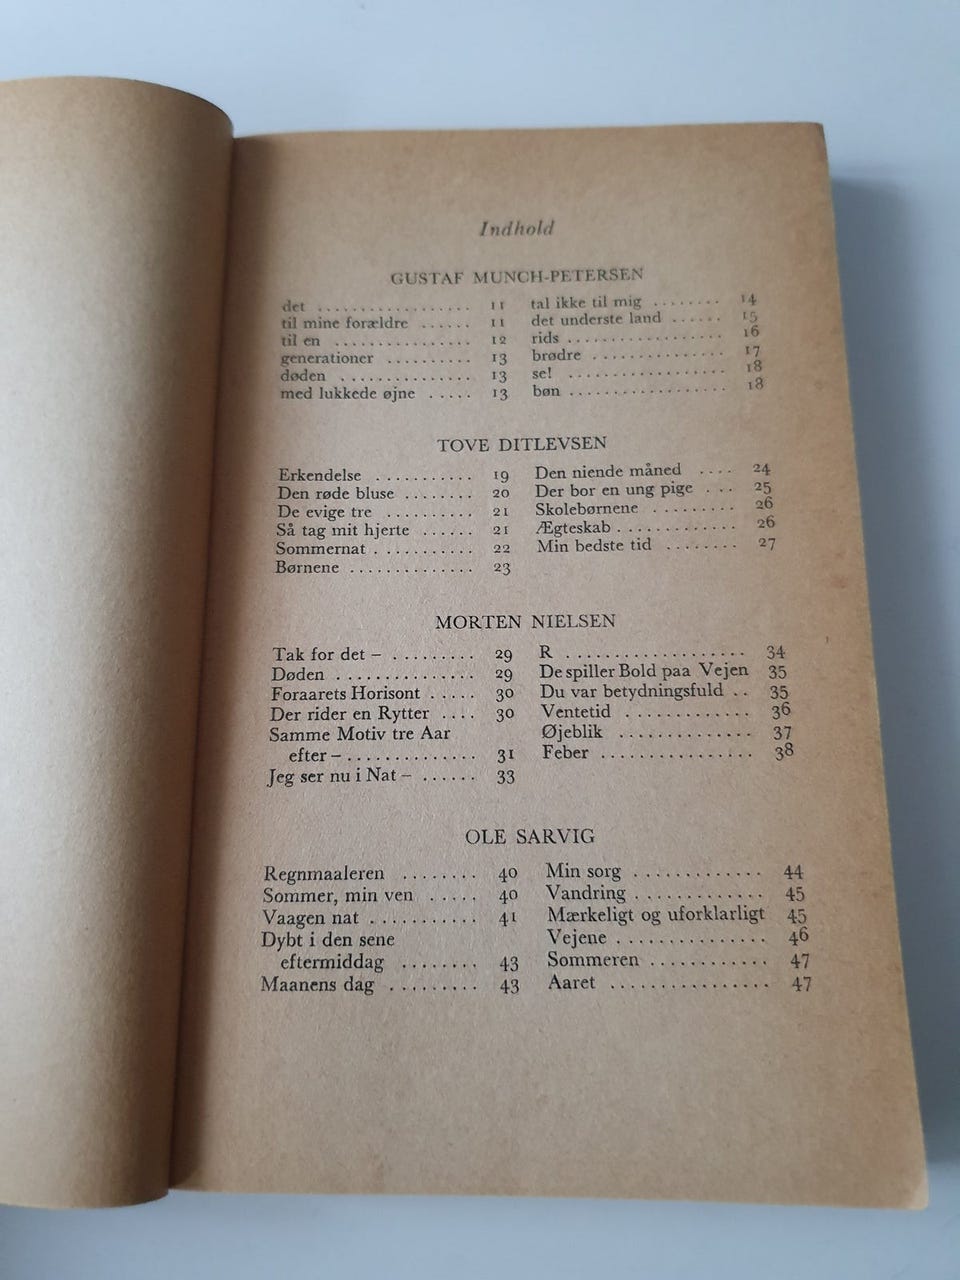 Indhold
GUSTAF MUNCH-PETERSEN
det .................. 11
til mine forældre ...... 11
til en ................ 12
generationer .......... 13
døden ............... 13
med lukkede øjne ..... 13
tal ikke til mig ........ 14
det underste land ...... 15
rids .................. 16
brødre ............... 17
se! .................. 18
bøn .................. 18
TOVE DITLEVSEN
Erkendelse ........... 19
Den røde bluse ........ 20
De evige tre .......... 21
Så tag mit hjerte ...... 21
Sommernat ........... 22
Børnene .............. 23
Den niende måned .... 24
Der bor en ung pige ... 25
Skolebørnene ......... 26
Ægteskab ............. 26
Min bedste tid ........ 27
MORTEN NIELSEN
Tak for det – ......... 29
Døden ............... 29
Foraarets Horisont ..... 30
Der rider en Rytter .... 30
Samme Motiv tre Aar
efter – .............. 31
Jeg ser nu i Nat – ...... 33
R .................. 34
De spiller Bold paa Vejen 35
Du var betydningsfuld .. 35
Ventetid ............. 36
Øjeblik ............. 37
Feber ............... 38
OLE SARVIG
Regnmaaleren ........ 40
Sommer, min ven ..... 40
Vaagen nat ........... 41
Dybt i den sene
eftermiddag ........ 43
Maanens dag ......... 43
Min sorg ............. 44
Vandring ............. 45
Mærkeligt og uforklarligt 45
Vejene ............... 46
Sommeren ............ 47
Aaret ................ 47